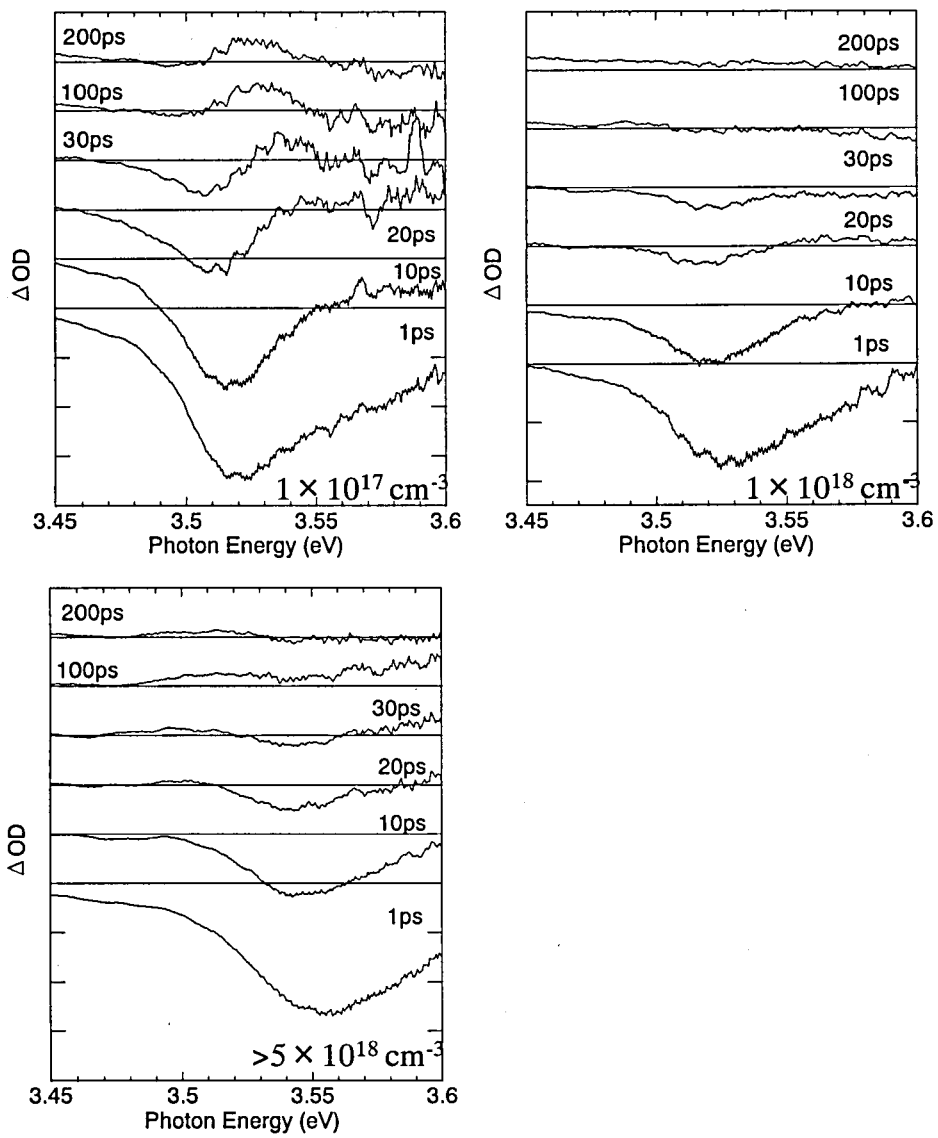 200ps
100ps
30ps
20ps
10ps
1ps
Δ OD
1 × 10¹⁷ cm⁻³
3.45 3.5 3.55 3.6
Photon Energy (eV)
200ps
100ps
30ps
20ps
10ps
1ps
Δ OD
1 × 10¹⁸ cm⁻³
3.45 3.5 3.55 3.6
Photon Energy (eV)
200ps
100ps
30ps
20ps
10ps
1ps
Δ OD
>5 × 10¹⁸ cm⁻³
3.45 3.5 3.55 3.6
Photon Energy (eV)